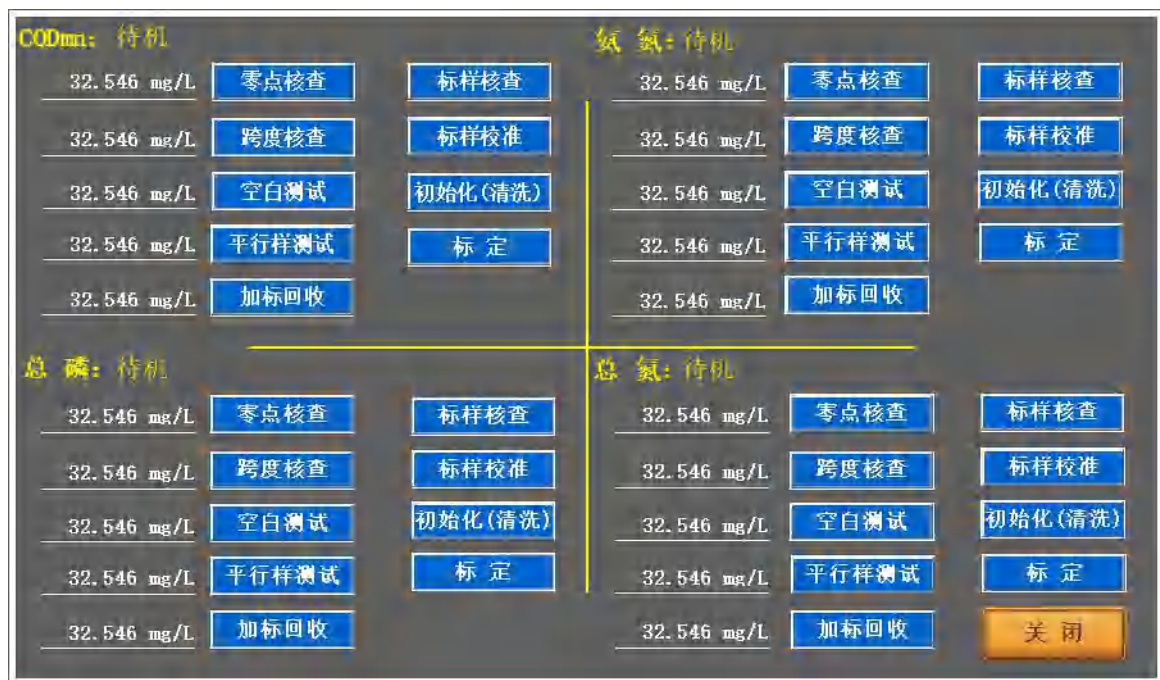 CODmn: 待机
32.546 mg/L 零点核查 标样核查
32.546 mg/L 跨度核查 标样校准
32.546 mg/L 空白测试 初始化(清洗)
32.546 mg/L 平行样测试 标 定
32.546 mg/L 加标回收
氨 氮: 待机
32.546 mg/L 零点核查 标样核查
32.546 mg/L 跨度核查 标样校准
32.546 mg/L 空白测试 初始化(清洗)
32.546 mg/L 平行样测试 标 定
32.546 mg/L 加标回收
总 磷: 待机
32.546 mg/L 零点核查 标样核查
32.546 mg/L 跨度核查 标样校准
32.546 mg/L 空白测试 初始化(清洗)
32.546 mg/L 平行样测试 标 定
32.546 mg/L 加标回收
总 氮: 待机
32.546 mg/L 零点核查 标样核查
32.546 mg/L 跨度核查 标样校准
32.546 mg/L 空白测试 初始化(清洗)
32.546 mg/L 平行样测试 标 定
32.546 mg/L 加标回收 关 闭